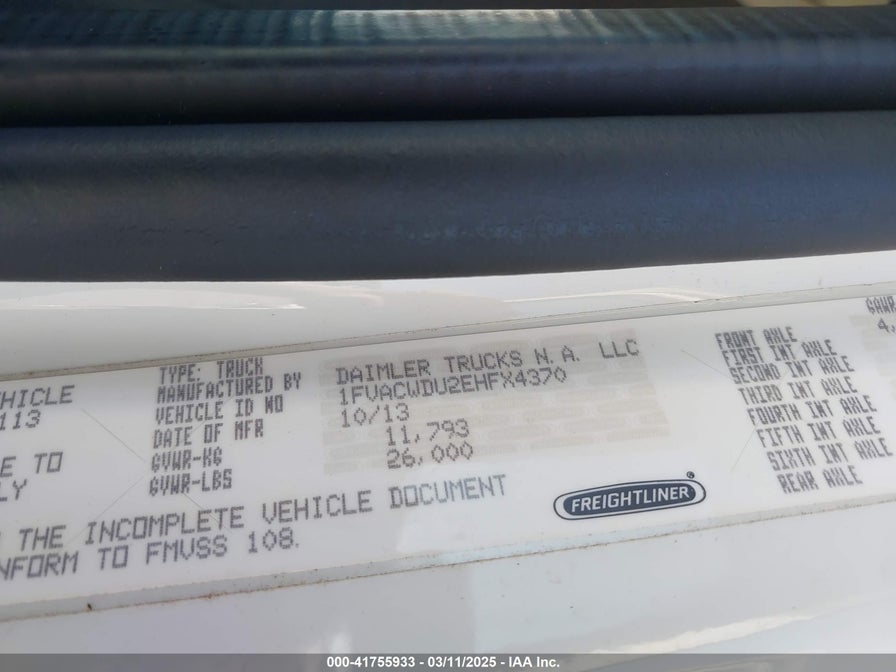 EHICLE
113
E TO
LY
THE INCOMPLETE VEHICLE DOCUMENT
NFORM TO FMVSS 108.
TYPE: TRUCK
MANUFACTURED BY
VEHICLE ID NO
DATE OF MFR
GVWR-KG
GVWR-LBS
DAIMLER TRUCKS N.A. LLC
1FVACWDU2EHFX4370
10/13
11,793
26,000
FREIGHTLINER®
GAWR
4,
FRONT AXLE
FIRST INT AXLE
SECOND INT AXLE
THIRD INT AXLE
FOURTH INT AXLE
FIFTH INT AXLE
SIXTH INT AXLE
REAR AXLE
000-41755933 - 03/11/2025 - IAA Inc.